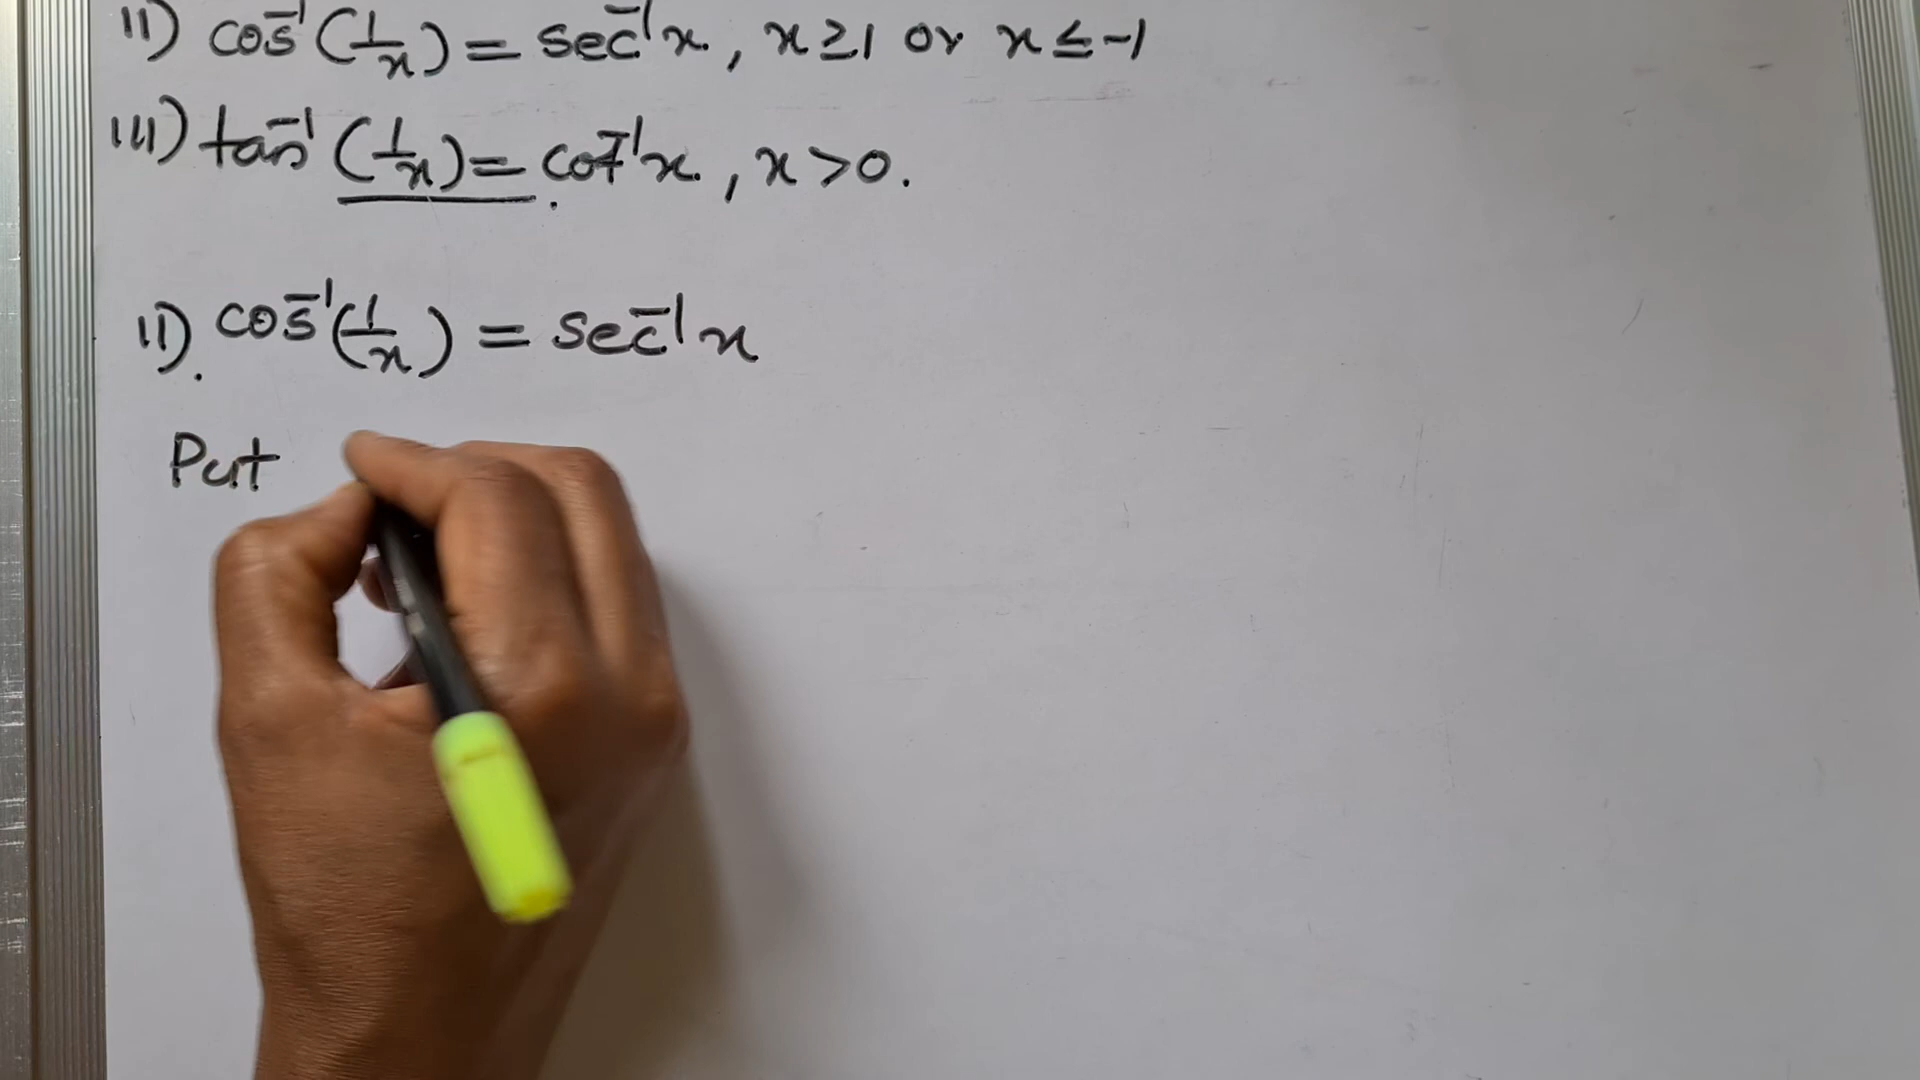 ii) cos⁻¹(1/x) = sec⁻¹x, x≥1 or x≤-1
iii) tan⁻¹(1/x) = cot⁻¹x, x>0.
ii). cos⁻¹(1/x) = sec⁻¹x
Put